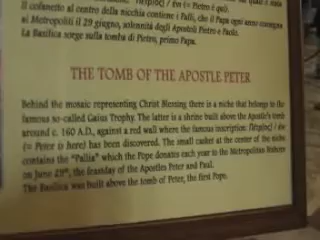 Il cofanetto al centro della nicchia contiene i Palli, che il Papa ogni anno consegna
ai Metropoliti il 29 giugno, solennità degli Apostoli Pietro e Paolo.
La Basilica sorge sulla tomba di Pietro, primo Papa.
THE TOMB OF THE APOSTLE PETER
Behind the mosaic representing Christ Blessing there is a niche that belongs to the
famous so-called Gaius Trophy. The latter is a shrine built above the Apostle's tomb
around c. 160 A.D., against a red wall where the famous inscription: Πέτρ[ος] / ἔνι
(= Peter is here) has been discovered. The small casket at the center of the niche
contains the "Pallia" which the Pope donates each year to the Metropolitan Bishops
on June 29th, the feastday of the Apostles Peter and Paul.
The Basilica was built above the tomb of Peter, the first Pope.